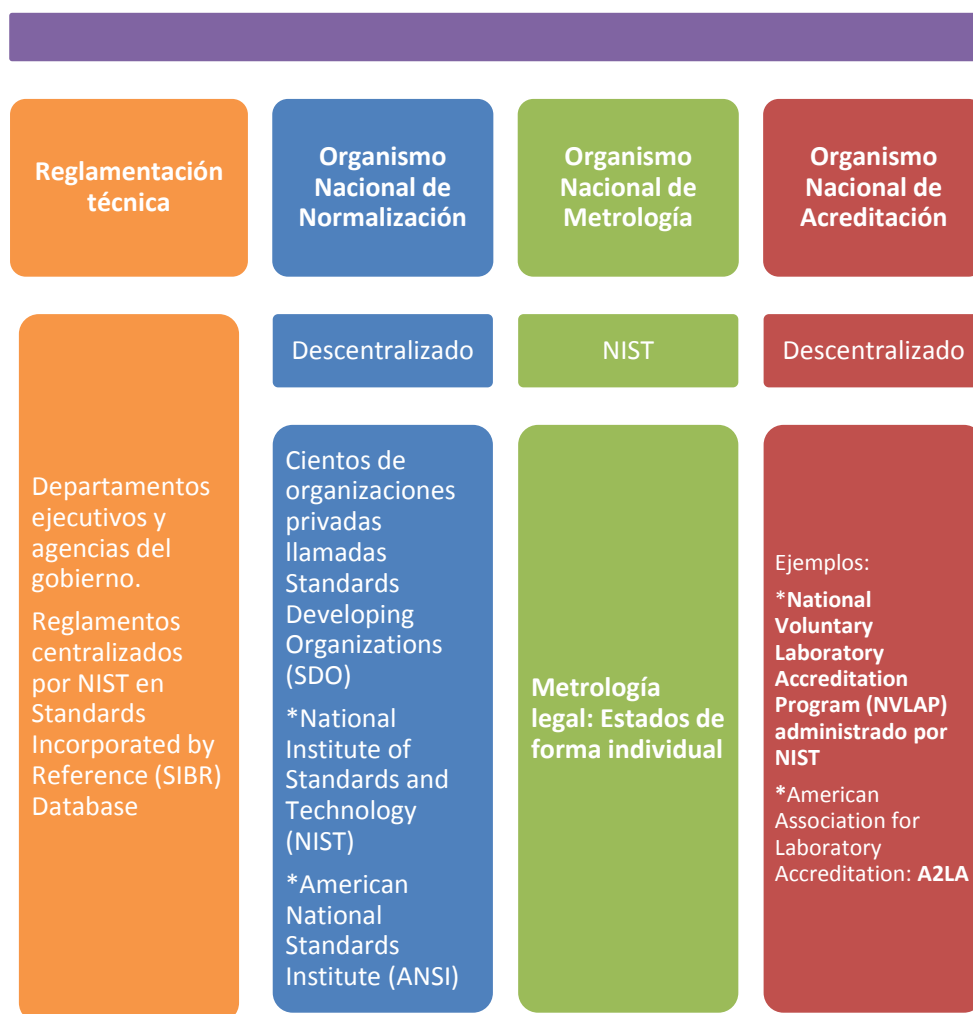 Reglamentación
técnica
Organismo
Nacional de
Normalización
Organismo
Nacional de
Metrología
Organismo
Nacional de
Acreditación
Departamentos
ejecutivos y
agencias del
gobierno.
Reglamentos
centralizados
por NIST en
Standards
Incorporated by
Reference (SIBR)
Database
Descentralizado
Cientos de
organizaciones
privadas
llamadas
Standards
Developing
Organizations
(SDO)
*National
Institute of
Standards and
Technology
(NIST)
*American
National
Standards
Institute (ANSI)
NIST
Metrología
legal: Estados de
forma individual
Descentralizado
Ejemplos:
*National
Voluntary
Laboratory
Accreditation
Program (NVLAP)
administrado por
NIST
*American
Association for
Laboratory
Accreditation: A2LA